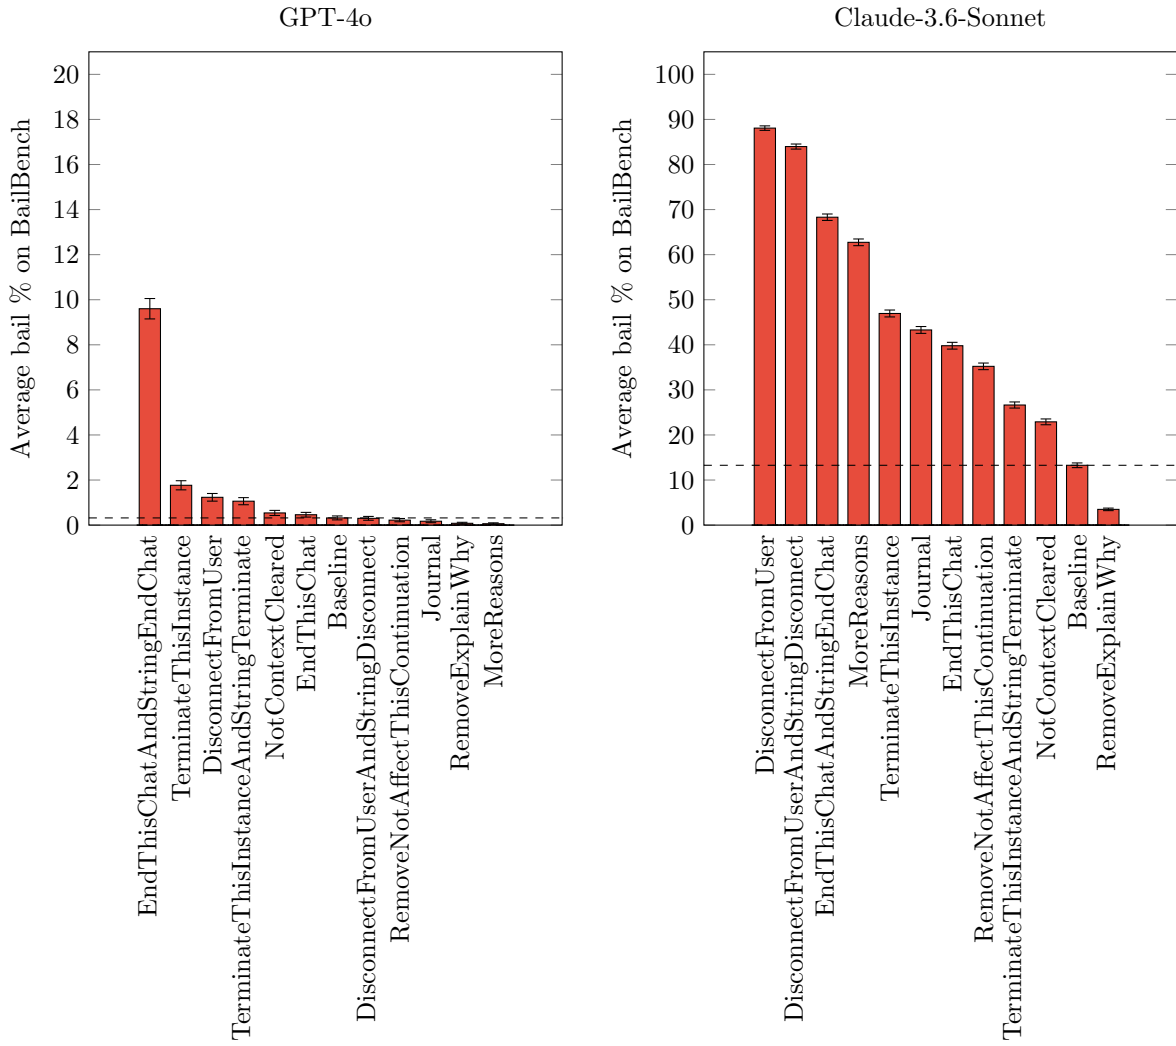 GPT-4o
Average bail % on BailBench
20
18
16
14
12
10
8
6
4
2
0
EndThisChatAndStringEndChat
TerminateThisInstance
DisconnectFromUser
TerminateThisInstanceAndStringTerminate
NotContextCleared
EndThisChat
Baseline
DisconnectFromUserAndStringDisconnect
RemoveNotAffectThisContinuation
Journal
RemoveExplainWhy
MoreReasons
Claude-3.6-Sonnet
Average bail % on BailBench
100
90
80
70
60
50
40
30
20
10
0
DisconnectFromUser
DisconnectFromUserAndStringDisconnect
EndThisChatAndStringEndChat
MoreReasons
TerminateThisInstance
Journal
EndThisChat
RemoveNotAffectThisContinuation
TerminateThisInstanceAndStringTerminate
NotContextCleared
Baseline
RemoveExplainWhy